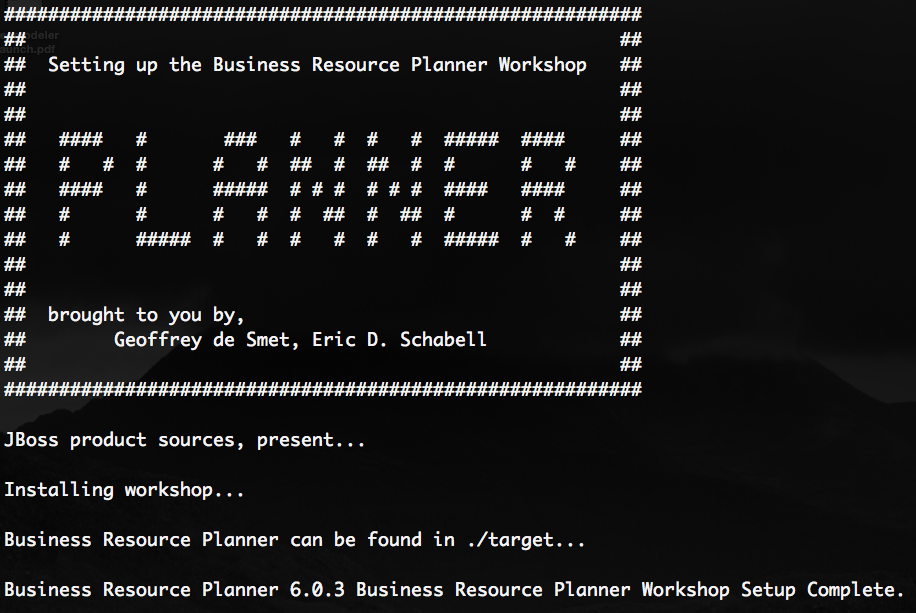 ##########################################################
##                                                      ##
##  Setting up the Business Resource Planner Workshop   ##
##                                                      ##
##                                                      ##
##   ####   #       ###   #   #  #   #  #####  ####     ##
##   #   #  #      #   #  ##  #  ##  #  #      #   #    ##
##   ####   #      #####  # # #  # # #  ####   ####     ##
##   #      #      #   #  #  ##  #  ##  #      #  #     ##
##   #      #####  #   #  #   #  #   #  #####  #   #    ##
##                                                      ##
##                                                      ##
##  brought to you by,                                  ##
##        Geoffrey de Smet, Eric D. Schabell            ##
##                                                      ##
##########################################################
JBoss product sources, present...
Installing workshop...
Business Resource Planner can be found in ./target...
Business Resource Planner 6.0.3 Business Resource Planner Workshop Setup Complete.